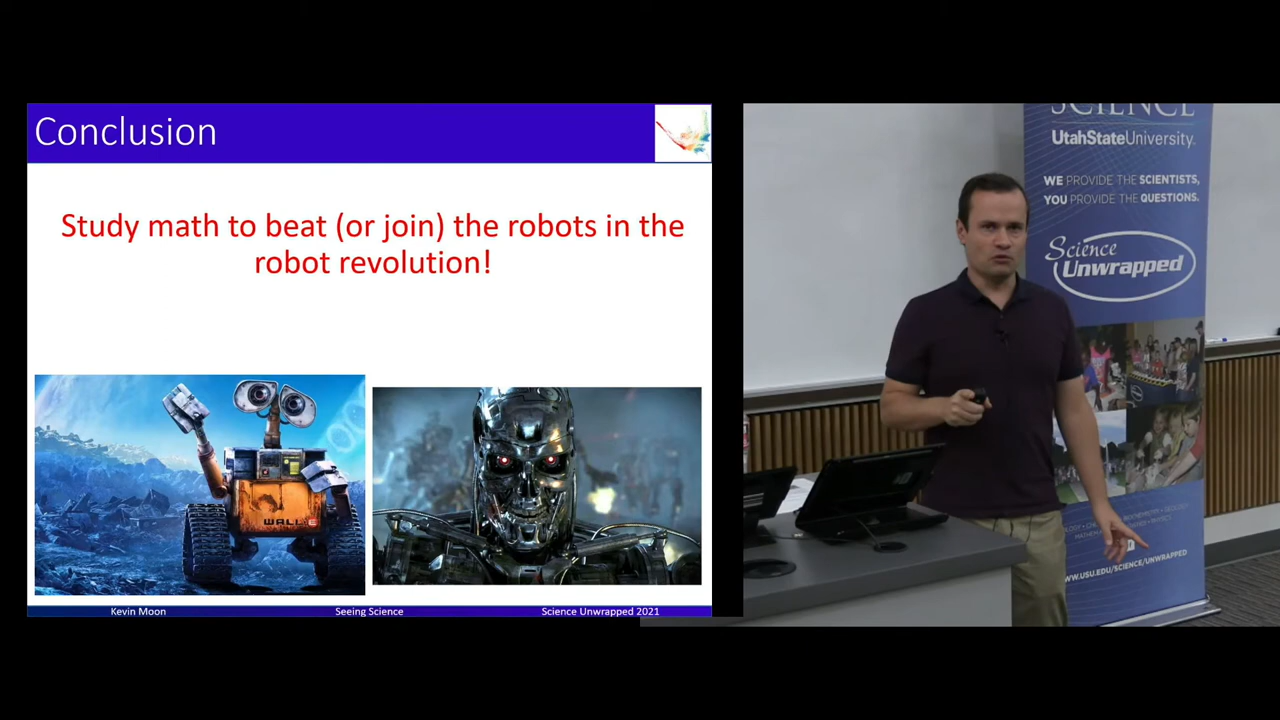 Conclusion
Study math to beat (or join) the robots in the
robot revolution!
WALL·E
Kevin Moon
Seeing Science
Science Unwrapped 2021
SCIENCE
UtahStateUniversity.
WE PROVIDE THE SCIENTISTS,
YOU PROVIDE THE QUESTIONS.
Science
Unwrapped
WWW.USU.EDU/SCIENCE/UNWRAPPED